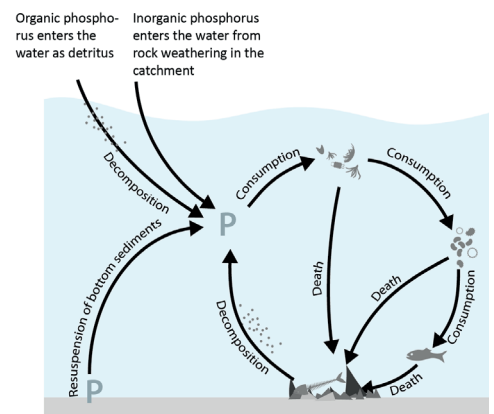 Organic phospho-
rus enters the
water as detritus
Inorganic phosphorus
enters the water from
rock weathering in the
catchment
Decomposition
Consumption
Consumption
P
Resuspension of bottom sediments
Death
Death
Consumption
Decomposition
Death
P